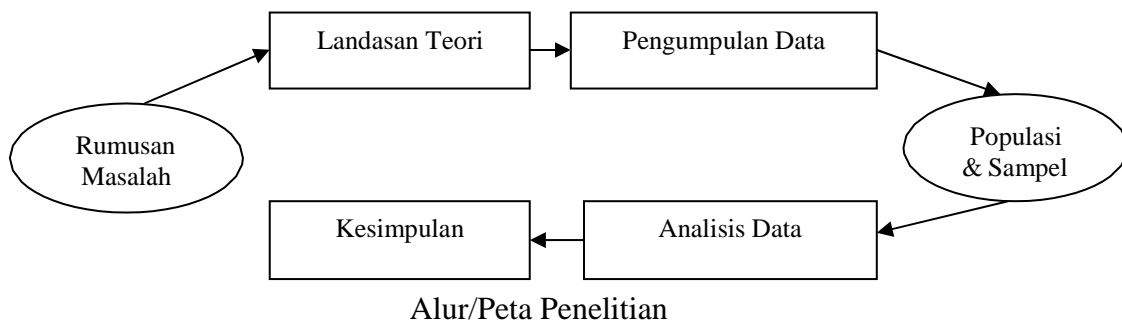 Landasan Teori
Pengumpulan Data
Rumusan
Masalah
Populasi
& Sampel
Kesimpulan
Analisis Data
Alur/Peta Penelitian